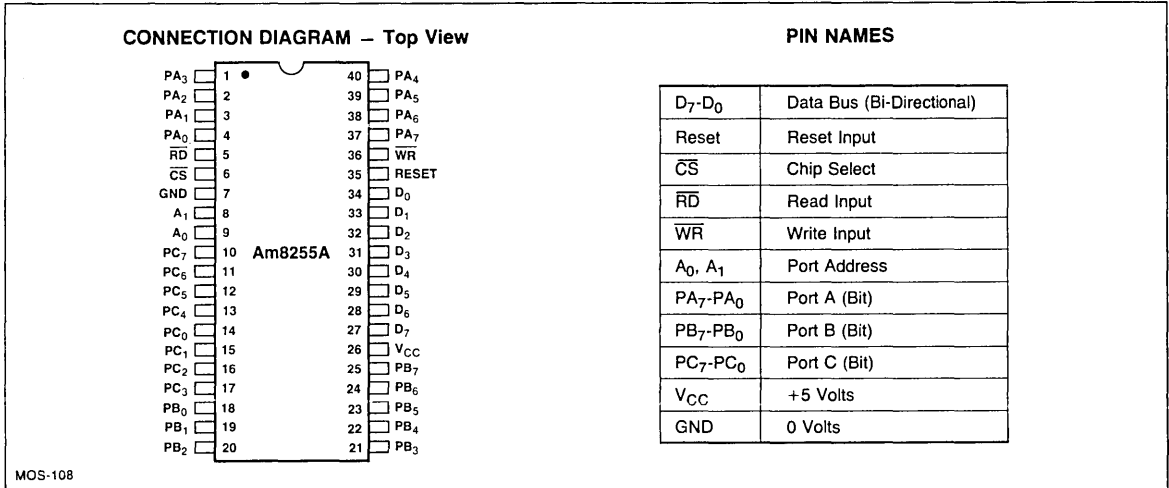 CONNECTION DIAGRAM – Top View
PA3 1 40 PA4
PA2 2 39 PA5
PA1 3 38 PA6
PA0 4 37 PA7
RD 5 36 WR
CS 6 35 RESET
GND 7 34 D0
A1 8 33 D1
A0 9 32 D2
PC7 10 Am8255A 31 D3
PC6 11 30 D4
PC5 12 29 D5
PC4 13 28 D6
PC0 14 27 D7
PC1 15 26 VCC
PC2 16 25 PB7
PC3 17 24 PB6
PB0 18 23 PB5
PB1 19 22 PB4
PB2 20 21 PB3
MOS-108
PIN NAMES
D7-D0 Data Bus (Bi-Directional)
Reset Reset Input
CS Chip Select
RD Read Input
WR Write Input
A0, A1 Port Address
PA7-PA0 Port A (Bit)
PB7-PB0 Port B (Bit)
PC7-PC0 Port C (Bit)
VCC +5 Volts
GND 0 Volts